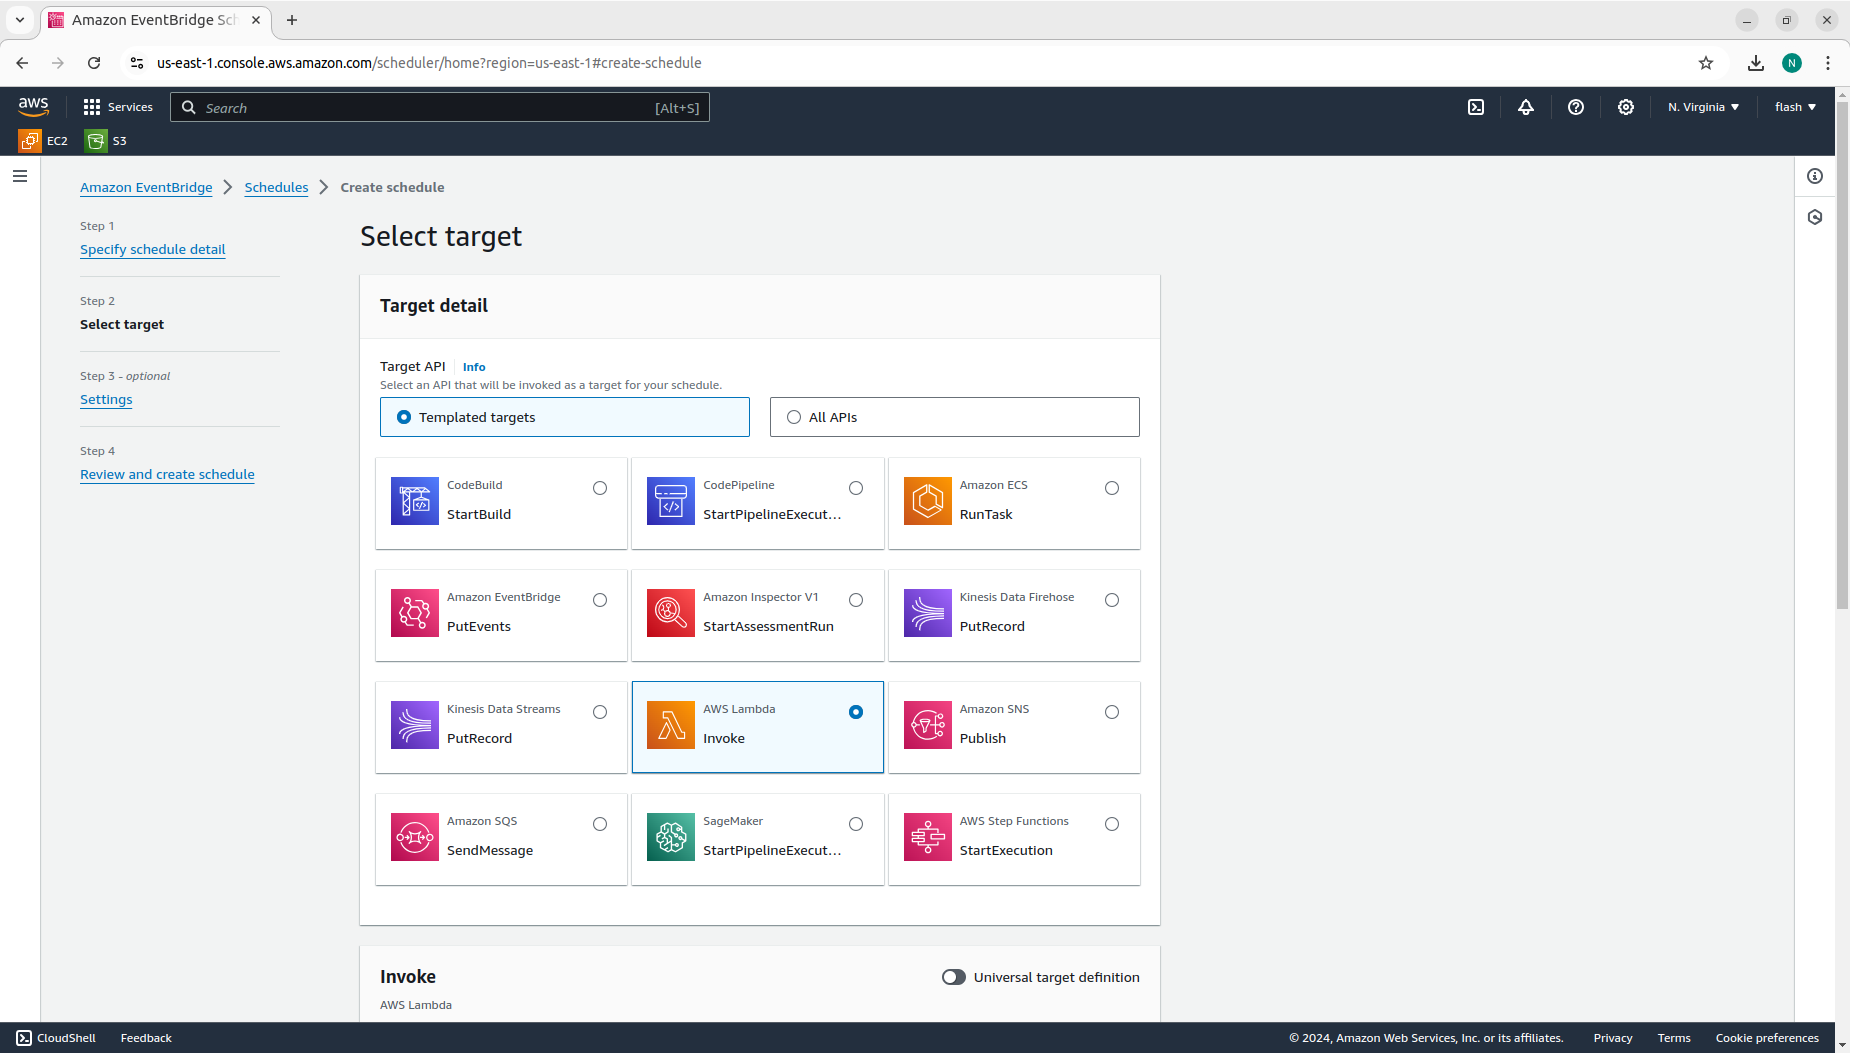 Amazon EventBridge Sc
us-east-1.console.aws.amazon.com/scheduler/home?region=us-east-1#create-schedule
N
aws
Services
Search
[Alt+S]
N. Virginia
flash
EC2
S3
Amazon EventBridge
Schedules
Create schedule
Step 1
Specify schedule detail
Step 2
Select target
Step 3 - optional
Settings
Step 4
Review and create schedule
Select target
Target detail
Target API
Info
Select an API that will be invoked as a target for your schedule.
Templated targets
All APIs
CodeBuild
StartBuild
CodePipeline
StartPipelineExecut…
Amazon ECS
RunTask
Amazon EventBridge
PutEvents
Amazon Inspector V1
StartAssessmentRun
Kinesis Data Firehose
PutRecord
Kinesis Data Streams
PutRecord
AWS Lambda
Invoke
Amazon SNS
Publish
Amazon SQS
SendMessage
SageMaker
StartPipelineExecut…
AWS Step Functions
StartExecution
Invoke
Universal target definition
AWS Lambda
CloudShell
Feedback
© 2024, Amazon Web Services, Inc. or its affiliates.
Privacy
Terms
Cookie preferences